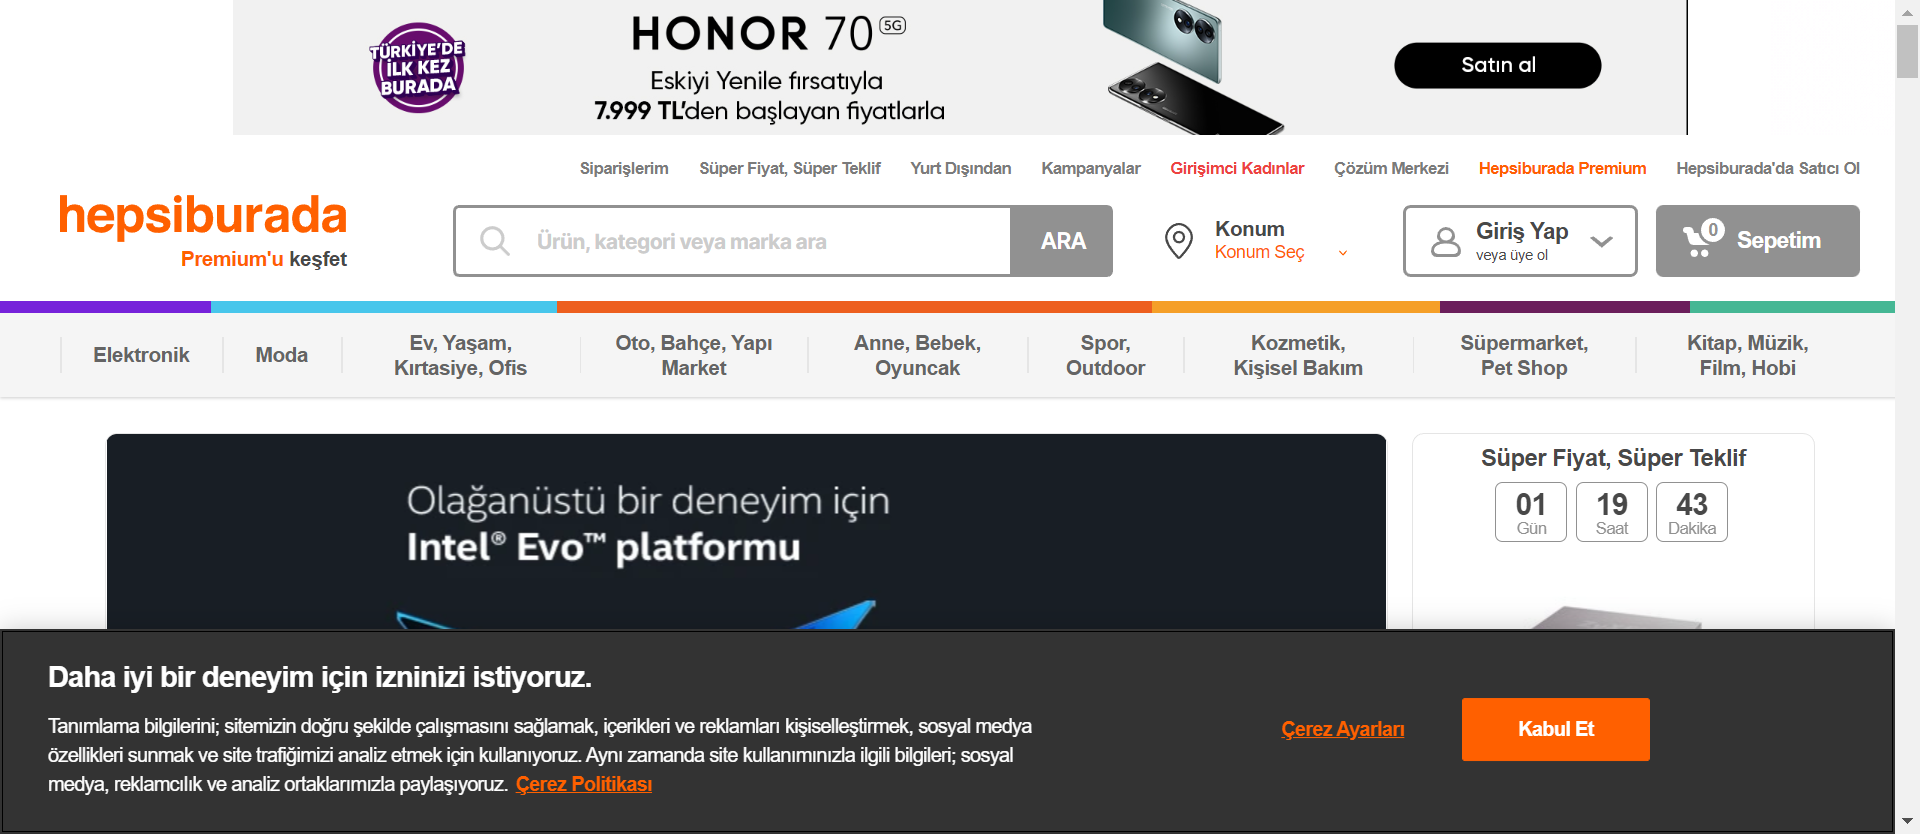 TÜRKİYE'DE
İLK KEZ
BURADA
HONOR 70 5G
Eskiyi Yenile fırsatıyla
7.999 TL'den başlayan fiyatlarla
Satın al
Siparişlerim Süper Fiyat, Süper Teklif Yurt Dışından Kampanyalar Girişimci Kadınlar Çözüm Merkezi Hepsiburada Premium Hepsiburada'da Satıcı Ol
hepsiburada
Premium'u keşfet
Ürün, kategori veya marka ara
ARA
Konum
Konum Seç
Giriş Yap
veya üye ol
0
Sepetim
Elektronik
Moda
Ev, Yaşam,
Kırtasiye, Ofis
Oto, Bahçe, Yapı
Market
Anne, Bebek,
Oyuncak
Spor,
Outdoor
Kozmetik,
Kişisel Bakım
Süpermarket,
Pet Shop
Kitap, Müzik,
Film, Hobi
Olağanüstü bir deneyim için
Intel® Evo™ platformu
Süper Fiyat, Süper Teklif
01 19 43
Gün Saat Dakika
Daha iyi bir deneyim için izninizi istiyoruz.
Tanımlama bilgilerini; sitemizin doğru şekilde çalışmasını sağlamak, içerikleri ve reklamları kişiselleştirmek, sosyal medya
özellikleri sunmak ve site trafiğimizi analiz etmek için kullanıyoruz. Aynı zamanda site kullanımınızla ilgili bilgileri; sosyal
medya, reklamcılık ve analiz ortaklarımızla paylaşıyoruz. Çerez Politikası
Çerez Ayarları
Kabul Et